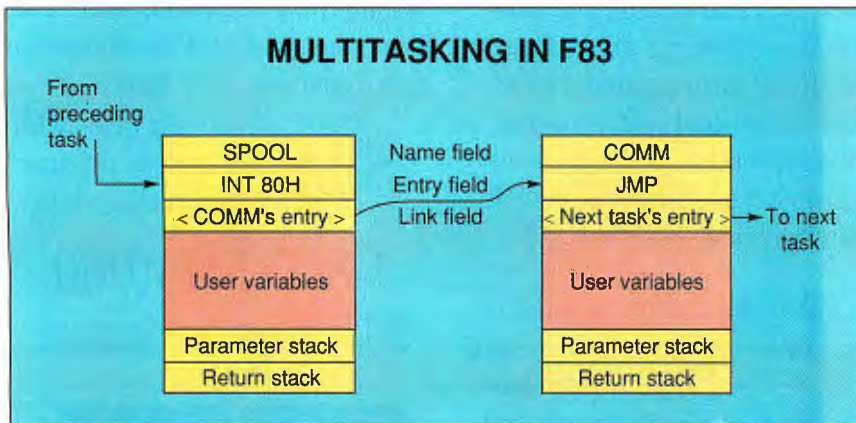 MULTITASKING IN F83
From
preceding
task
SPOOL
INT 80H
< COMM's entry >
User variables
Parameter stack
Return stack
Name field
Entry field
Link field
COMM
JMP
< Next task's entry >
User variables
Parameter stack
Return stack
To next
task